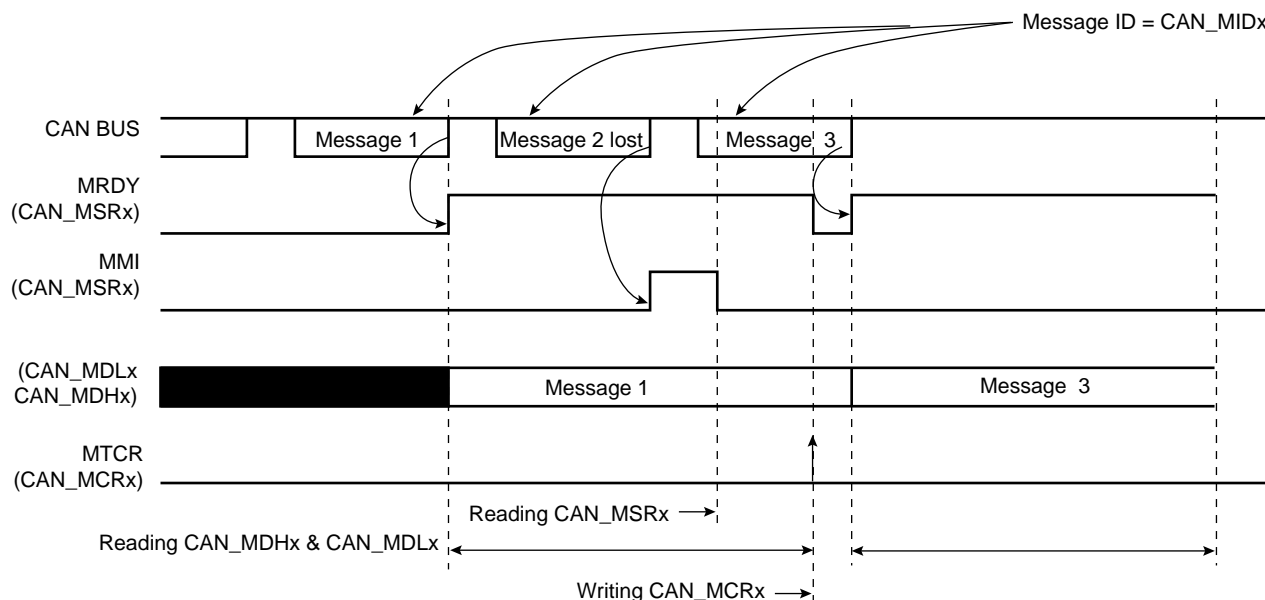 Message ID = CAN_MIDx
CAN BUS
Message 1
Message 2 lost
Message 3
MRDY
(CAN_MSRx)
MMI
(CAN_MSRx)
(CAN_MDLx
CAN_MDHx)
Message 1
Message 3
MTCR
(CAN_MCRx)
Reading CAN_MSRx
Reading CAN_MDHx & CAN_MDLx
Writing CAN_MCRx